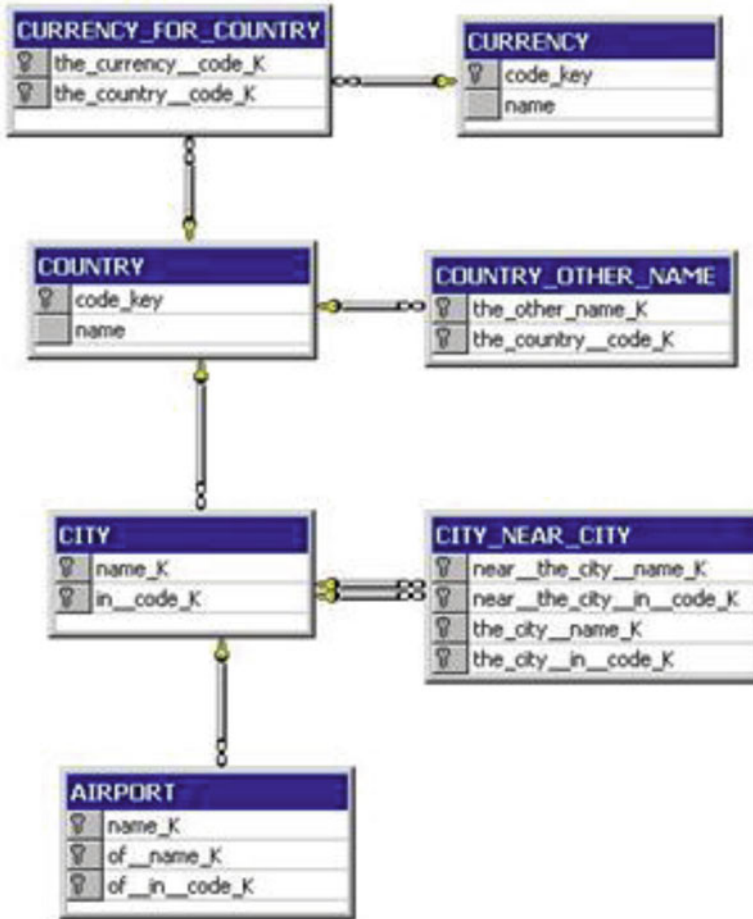 CURRENCY_FOR_COUNTRY
the_currency__code_K
the_country__code_K
CURRENCY
code_key
name
COUNTRY
code_key
name
COUNTRY_OTHER_NAME
the_other_name_K
the_country__code_K
CITY
name_K
in__code_K
CITY_NEAR_CITY
near__the_city__name_K
near__the_city__in__code_K
the_city__name_K
the_city__in__code_K
AIRPORT
name_K
of__name_K
of__in__code_K